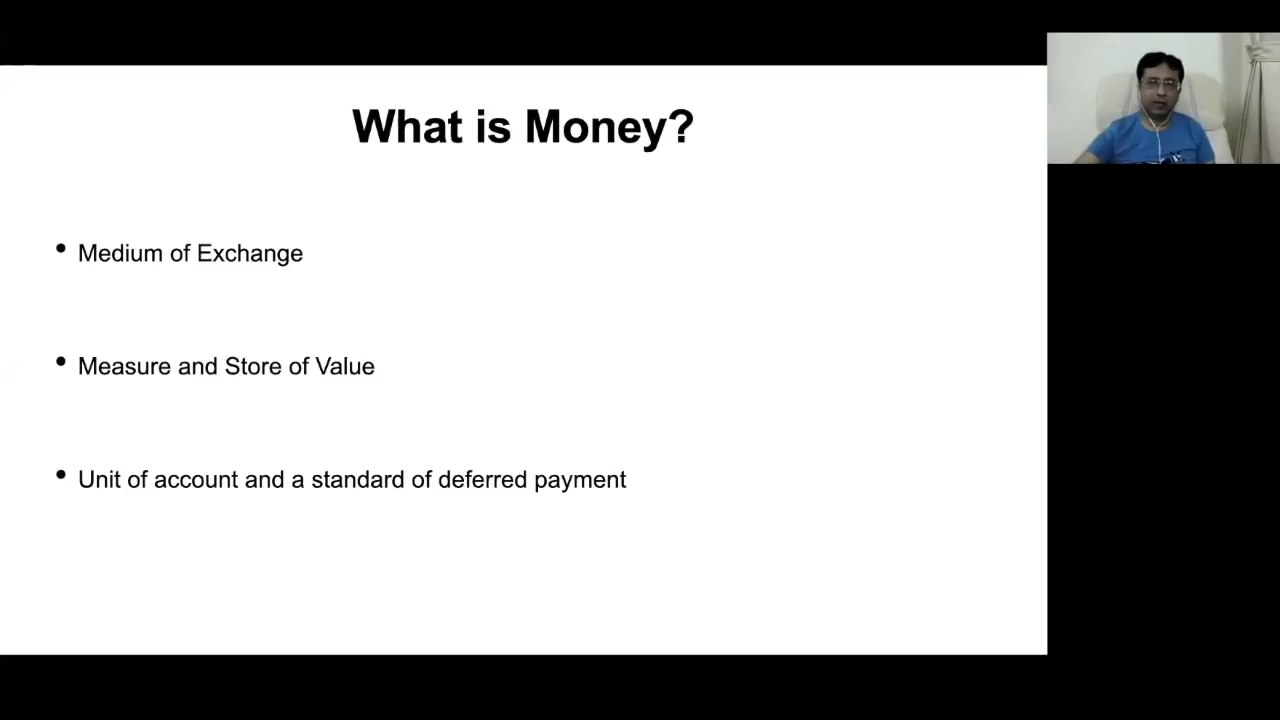 What is Money?
• Medium of Exchange
• Measure and Store of Value
• Unit of account and a standard of deferred payment